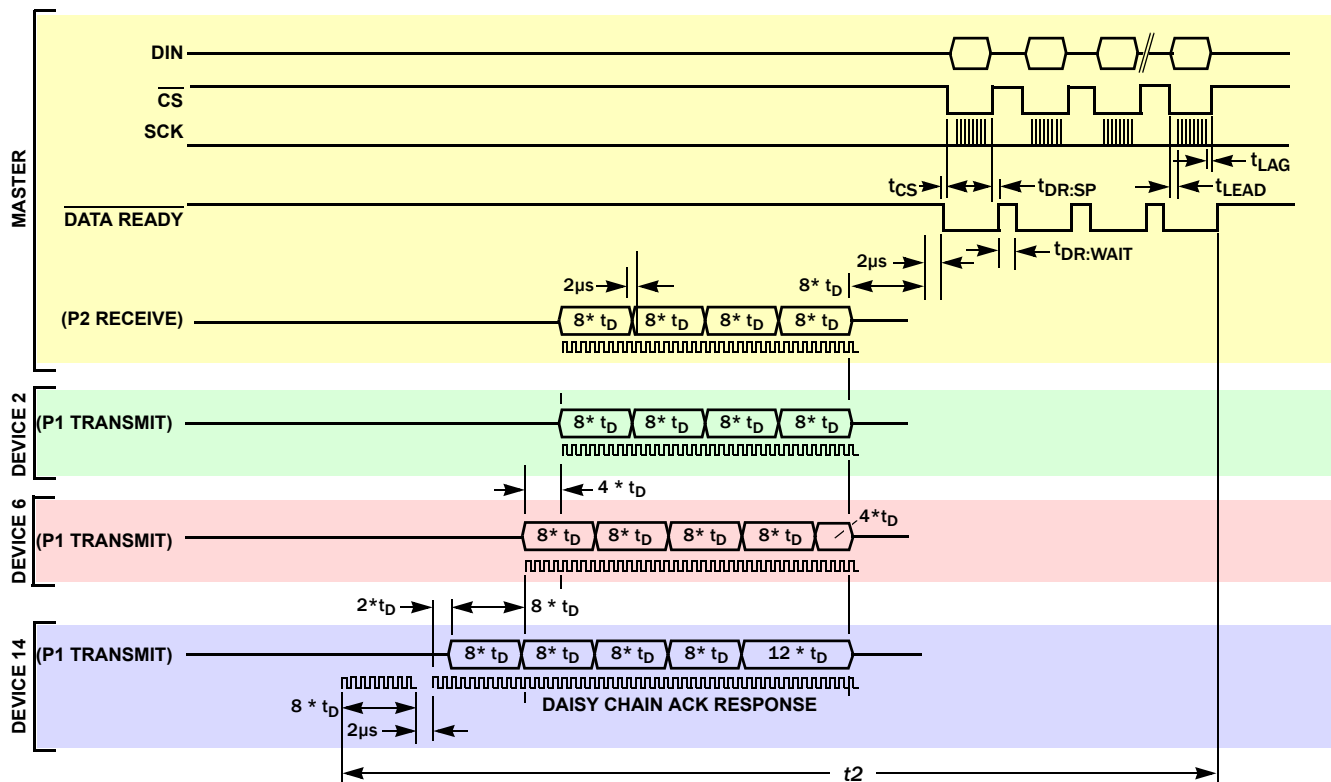 MASTER
DIN
CS
SCK
tLAG
tCS
tDR:SP
tLEAD
DATA READY
2µs
tDR:WAIT
2µs
8* tD
(P2 RECEIVE)
8* tD 8* tD 8* tD 8* tD
DEVICE 2
(P1 TRANSMIT)
8* tD 8* tD 8* tD 8* tD
4 * tD
DEVICE 6
(P1 TRANSMIT)
8* tD 8* tD 8* tD 8* tD
4*tD
2*tD
8 * tD
DEVICE 14
(P1 TRANSMIT)
8* tD 8* tD 8* tD 8* tD 12 * tD
8 * tD
DAISY CHAIN ACK RESPONSE
2µs
t2